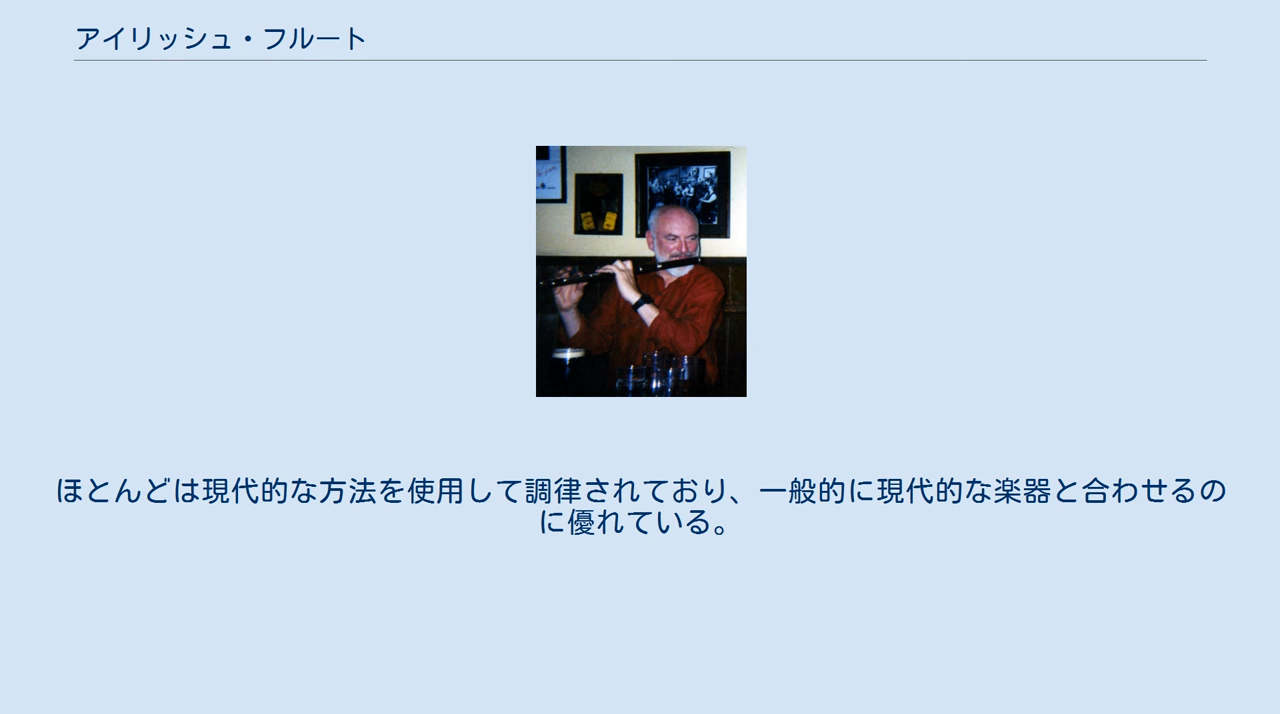 アイリッシュ・フルート
ほとんどは現代的な方法を使用して調律されており、一般的に現代的な楽器と合わせるの
に優れている。